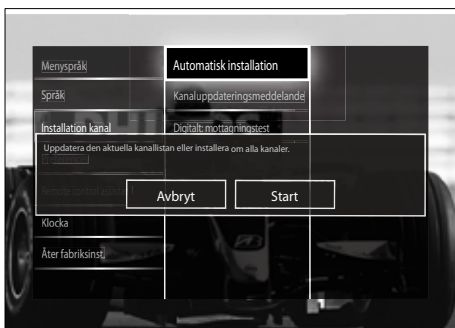 Menyspråk
Automatisk installation
Språk
Kanaluppdateringsmeddelande
Installation kanal
Digitalt: mottagningstest
Uppdatera den aktuella kanallistan eller installera om alla kanaler.
Avbryt
Start
Klocka
Åter fabriksinst.